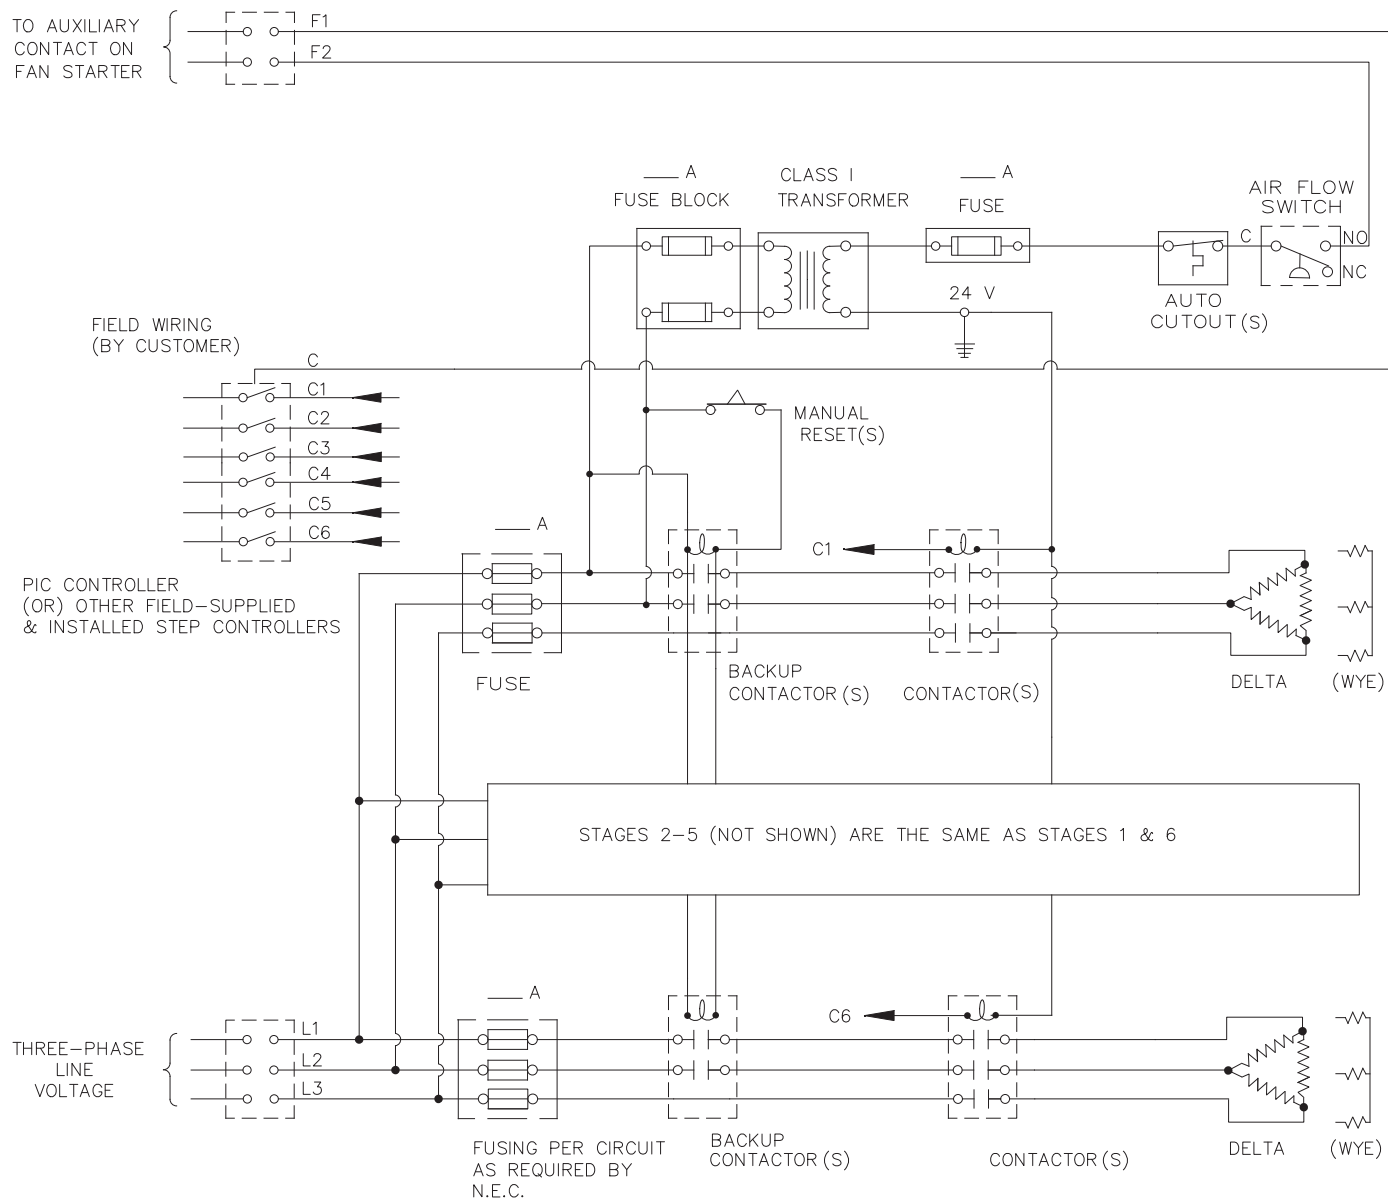 TO AUXILIARY
CONTACT ON
FAN STARTER
F1
F2
____ A
FUSE BLOCK
CLASS I
TRANSFORMER
____ A
FUSE
AIR FLOW
SWITCH
C
NO
NC
AUTO
CUTOUT(S)
24 V
FIELD WIRING
(BY CUSTOMER)
C
C1
C2
C3
C4
C5
C6
MANUAL
RESET(S)
PIC CONTROLLER
(OR) OTHER FIELD-SUPPLIED
& INSTALLED STEP CONTROLLERS
____ A
FUSE
C1
BACKUP
CONTACTOR(S)
CONTACTOR(S)
DELTA
(WYE)
STAGES 2-5 (NOT SHOWN) ARE THE SAME AS STAGES 1 & 6
____ A
C6
THREE-PHASE
LINE
VOLTAGE
L1
L2
L3
FUSING PER CIRCUIT
AS REQUIRED BY
N.E.C.
BACKUP
CONTACTOR(S)
CONTACTOR(S)
DELTA
(WYE)